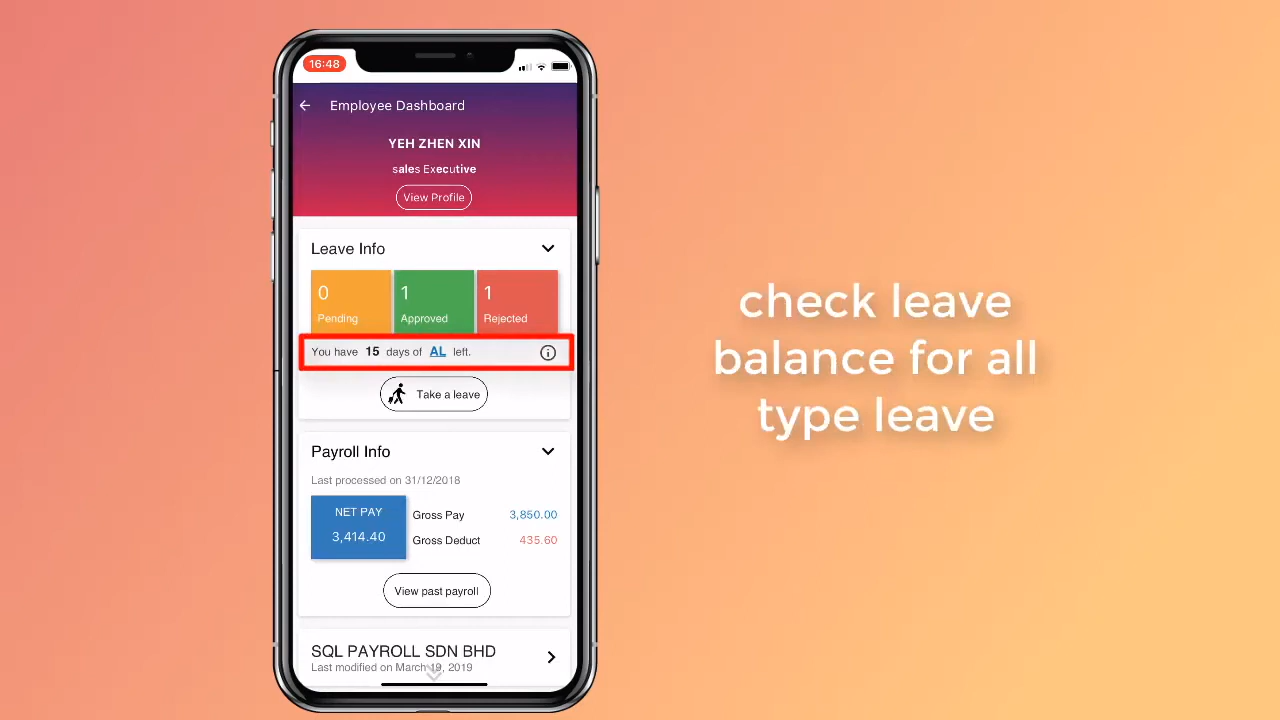 16:48
Employee Dashboard
YEH ZHEN XIN
sales Executive
View Profile
Leave Info
0
Pending
1
Approved
1
Rejected
You have 15 days of AL left.
Take a leave
Payroll Info
Last processed on 31/12/2018
NET PAY
3,414.40
Gross Pay 3,850.00
Gross Deduct 435.60
View past payroll
SQL PAYROLL SDN BHD
Last modified on March 19, 2019
check leave
balance for all
type leave